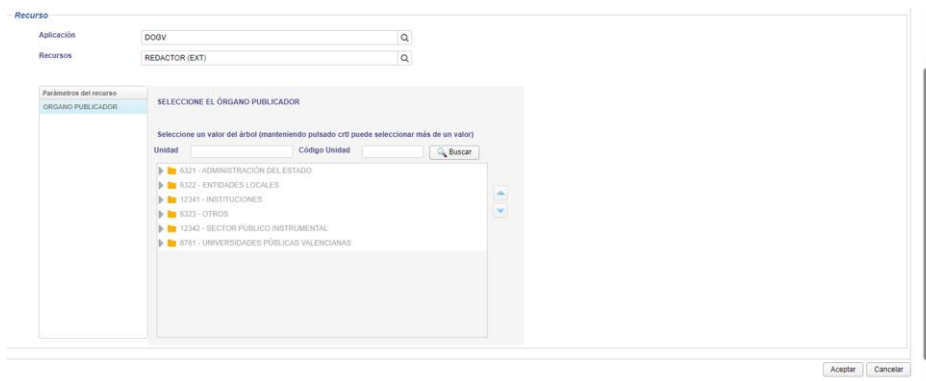 Recurso
Aplicación DOGV
Recursos REDACTOR (EXT)
Parámetros del recurso
ORGANO PUBLICADOR
SELECCIONE EL ÓRGANO PUBLICADOR
Seleccione un valor del árbol (manteniendo pulsado crtl puede seleccionar más de un valor)
Unidad Código Unidad Buscar
6321 - ADMINISTRACIÓN DEL ESTADO
6322 - ENTIDADES LOCALES
12341 - INSTITUCIONES
6323 - OTROS
12342 - SECTOR PÚBLICO INSTRUMENTAL
8761 - UNIVERSIDADES PÚBLICAS VALENCIANAS
Aceptar Cancelar